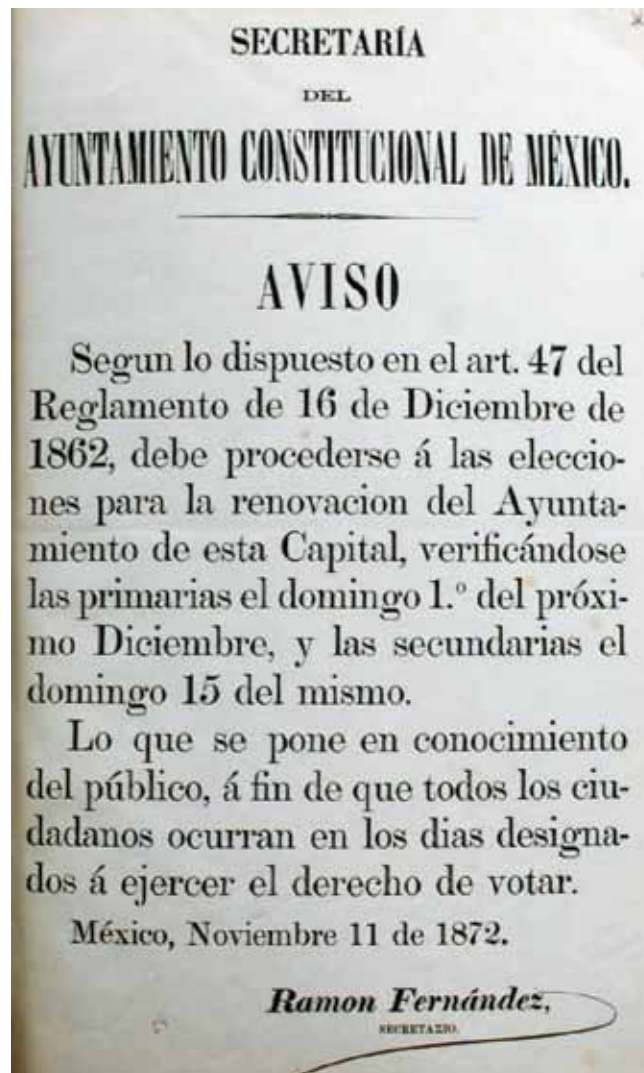 SECRETARÍA
DEL
AYUNTAMIENTO CONSTITUCIONAL DE MÉXICO.
AVISO
Segun lo dispuesto en el art. 47 del
Reglamento de 16 de Diciembre de
1862, debe procederse á las eleccio-
nes para la renovacion del Ayunta-
miento de esta Capital, verificándose
las primarias el domingo 1.º del próxi-
mo Diciembre, y las secundarias el
domingo 15 del mismo.
Lo que se pone en conocimiento
del público, á fin de que todos los ciu-
dadanos ocurran en los dias designa-
dos á ejercer el derecho de votar.
México, Noviembre 11 de 1872.
Ramon Fernández,
SECRETARIO.